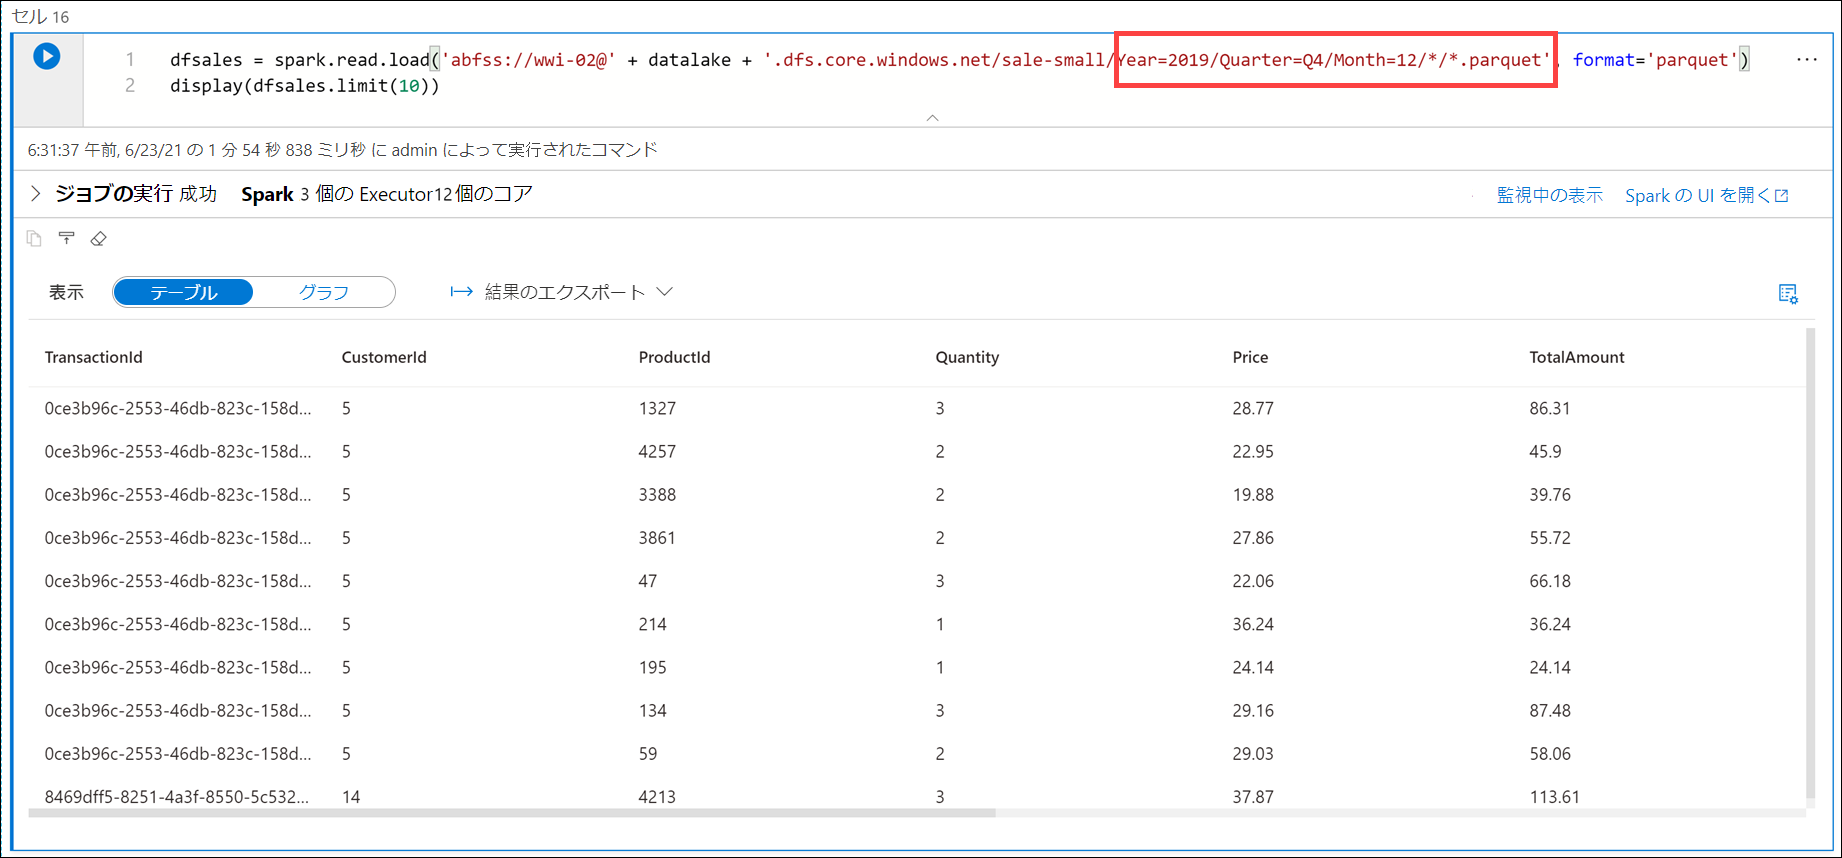 セル 16
1 dfsales = spark.read.load('abfss://wwi-02@' + datalake + '.dfs.core.windows.net/sale-small/Year=2019/Quarter=Q4/Month=12/*/*.parquet', format='parquet') ...
2 display(dfsales.limit(10))
6:31:37 午前, 6/23/21 の 1 分 54 秒 838 ミリ秒 に admin によって実行されたコマンド
ジョブの実行 成功 Spark 3 個の Executor12個のコア 監視中の表示 Spark の UI を開く
表示 テーブル グラフ 結果のエクスポート
TransactionId CustomerId ProductId Quantity Price TotalAmount
0ce3b96c-2553-46db-823c-158d... 5 1327 3 28.77 86.31
0ce3b96c-2553-46db-823c-158d... 5 4257 2 22.95 45.9
0ce3b96c-2553-46db-823c-158d... 5 3388 2 19.88 39.76
0ce3b96c-2553-46db-823c-158d... 5 3861 2 27.86 55.72
0ce3b96c-2553-46db-823c-158d... 5 47 3 22.06 66.18
0ce3b96c-2553-46db-823c-158d... 5 214 1 36.24 36.24
0ce3b96c-2553-46db-823c-158d... 5 195 1 24.14 24.14
0ce3b96c-2553-46db-823c-158d... 5 134 3 29.16 87.48
0ce3b96c-2553-46db-823c-158d... 5 59 2 29.03 58.06
8469dff5-8251-4a3f-8550-5c532... 14 4213 3 37.87 113.61